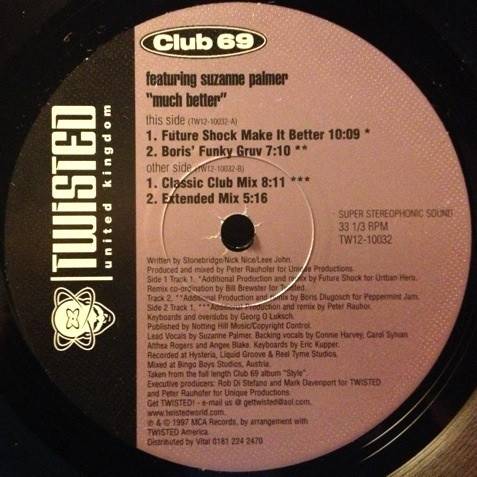 Club 69
featuring suzanne palmer
"much better"
this side (TW12-10032-A)
1. Future Shock Make It Better 10:09 *
2. Boris' Funky Gruv 7:10 **
other side (TW12-10032-B)
1. Classic Club Mix 8:11 ***
2. Extended Mix 5:16
SUPER STEREOPHONIC SOUND
33 1/3 RPM
TW12-10032
TWiSTED
united kingdom
Written by Stonebridge/Nick Nice/Leee John.
Produced and mixed by Peter Rauhofer for Unique Productions.
Side 1 Track 1. *Additional Production and remix by Future Shock for Urtban Hero.
Remix co-ordination by Bill Brewster for Twisted.
Track 2. **Additional Production and remix by Boris Dlugosch for Peppermint Jam.
Side 2 Track 1. ***Additional Production and remix by Peter Rauhor.
Keyboards and overslubs by Georg O Luksch.
Published by Notting Hill Music/Copyright Control.
Lead Vocals by Suzanne Palmer. Backing vocals by Connie Harvey, Carol Sylvan
Althea Rogers and Angee Blake. Keyboards by Eric Kupper.
Recorded at Hysteria, Liquid Groove & Reel Tyme Studios.
Mixed at Bingo Boys Studios, Austria.
Taken from the full length Club 69 album "Style".
Executive producers: Rob Di Stefano and Mark Davenport for TWISTED
and Peter Rauhofer for Unique Productions.
Get TWISTED! - e-mail us @ gettwisted@aol.com.
www.twistedworld.com.
℗ & © 1997 MCA Records, by arrangement with
TWISTED America.
Distributed by Vital 0181 224 2470